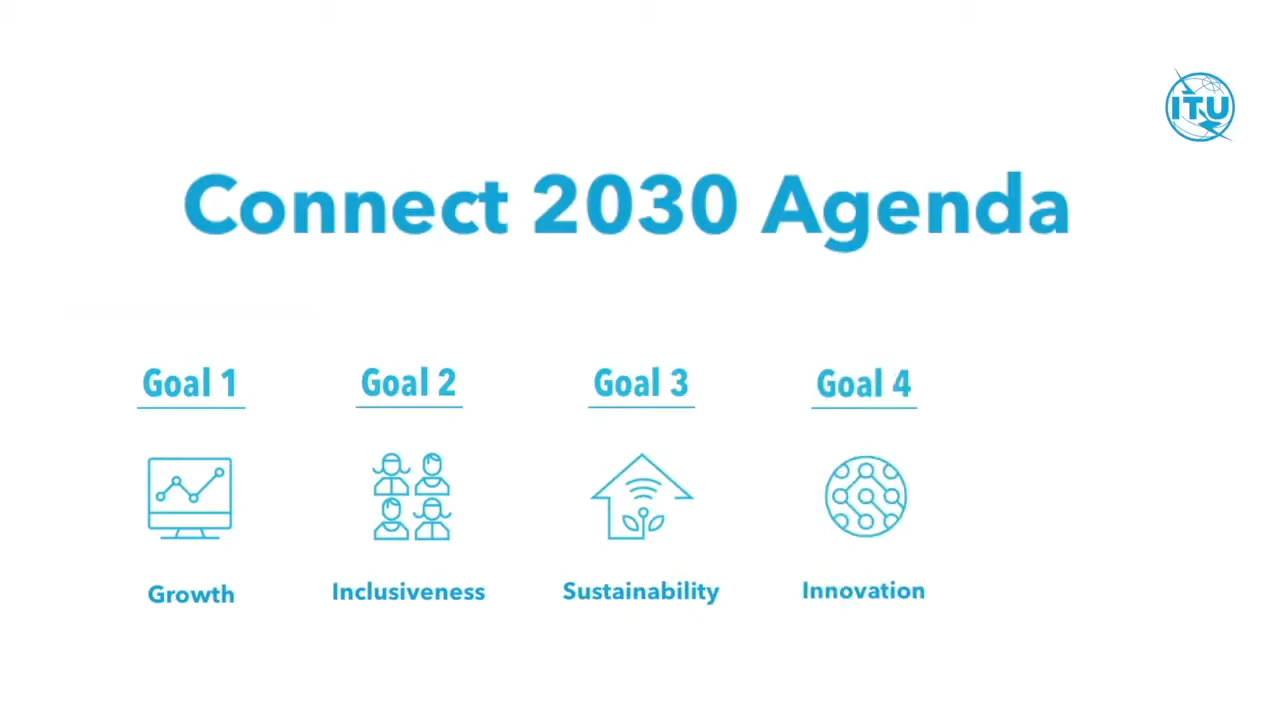 ITU
Connect 2030 Agenda
Goal 1 Goal 2 Goal 3 Goal 4
Growth Inclusiveness Sustainability Innovation